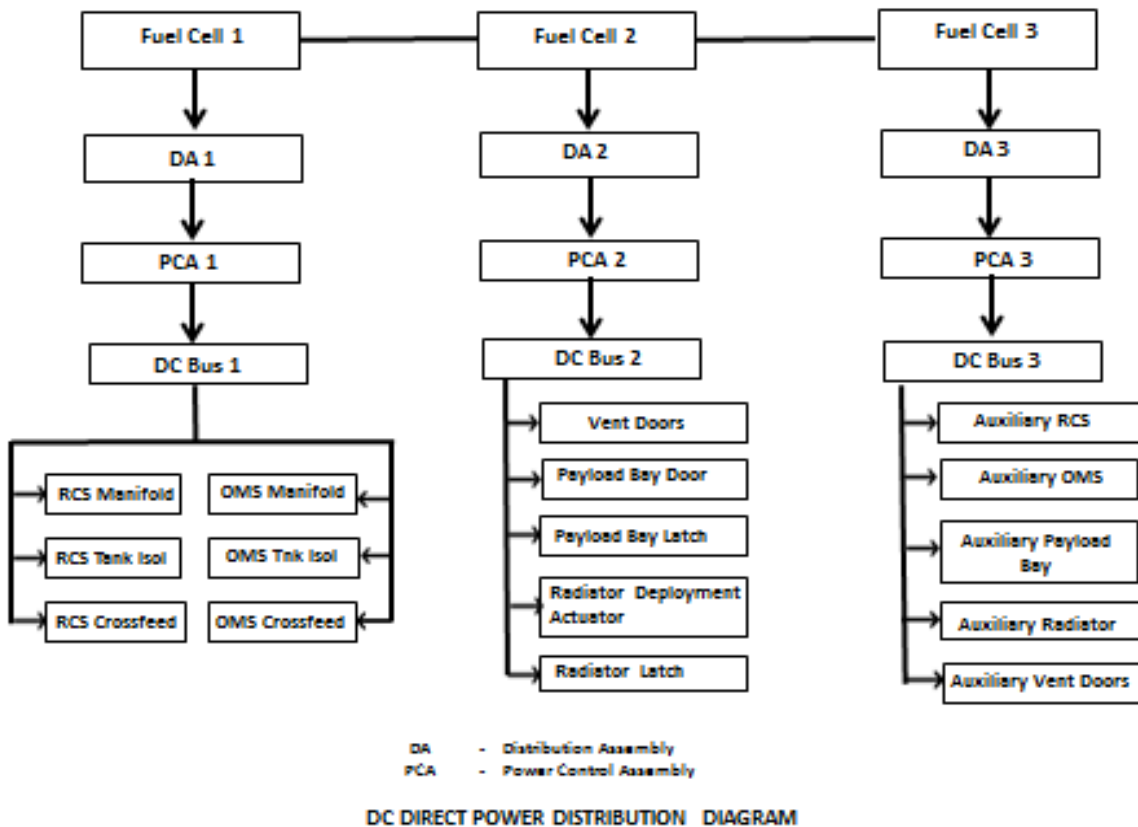 Fuel Cell 1
Fuel Cell 2
Fuel Cell 3
DA 1
DA 2
DA 3
PCA 1
PCA 2
PCA 3
DC Bus 1
DC Bus 2
DC Bus 3
RCS Manifold
OMS Manifold
RCS Tank Isol
OMS Tnk Isol
RCS Crossfeed
OMS Crossfeed
Vent Doors
Payload Bay Door
Payload Bay Latch
Radiator Deployment
Actuator
Radiator Latch
Auxiliary RCS
Auxiliary OMS
Auxiliary Payload
Bay
Auxiliary Radiator
Auxiliary Vent Doors
DA - Distribution Assembly
PCA - Power Control Assembly
DC DIRECT POWER DISTRIBUTION DIAGRAM